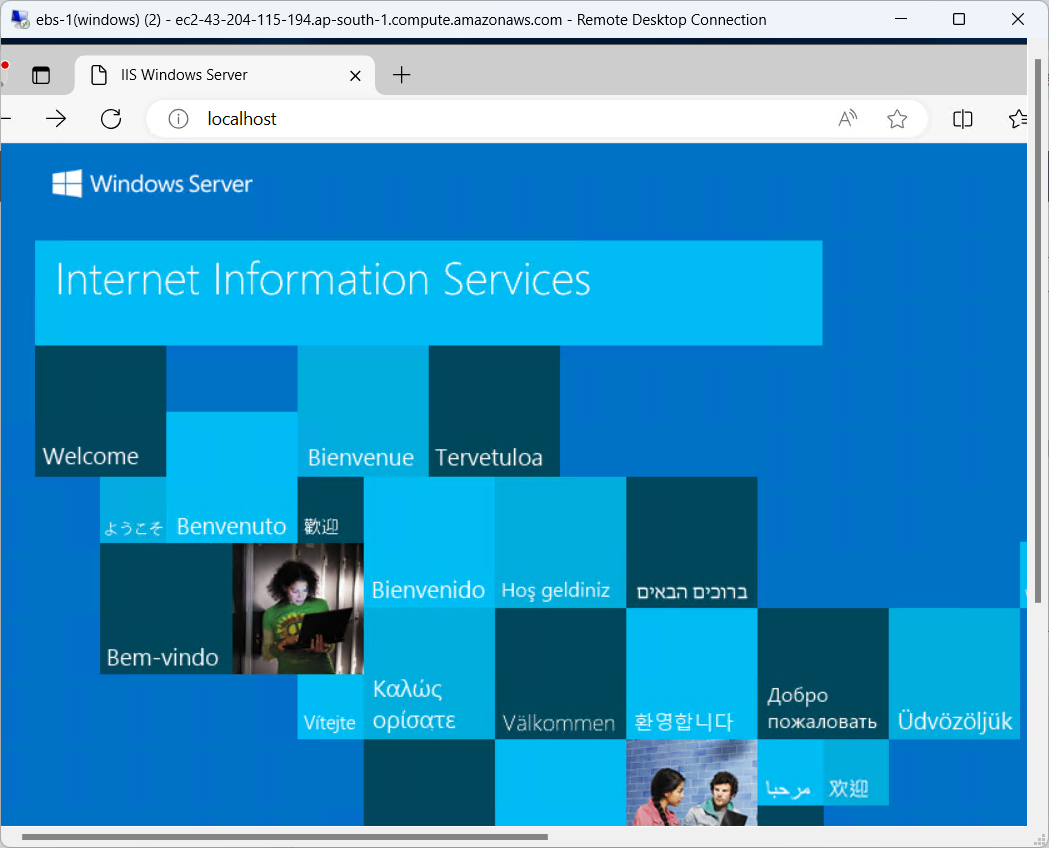 ebs-1(windows) (2) - ec2-43-204-115-194.ap-south-1.compute.amazonaws.com - Remote Desktop Connection
IIS Windows Server
localhost
Windows Server
Internet Information Services
Welcome
Bienvenue
Tervetuloa
ようこそ
Benvenuto
歡迎
Bienvenido
Hoş geldiniz
ברוכים הבאים
Bem-vindo
Vítejte
Καλώς
ορίσατε
Välkommen
환영합니다
Добро
пожаловать
Üdvözöljük
مرحبا
欢迎